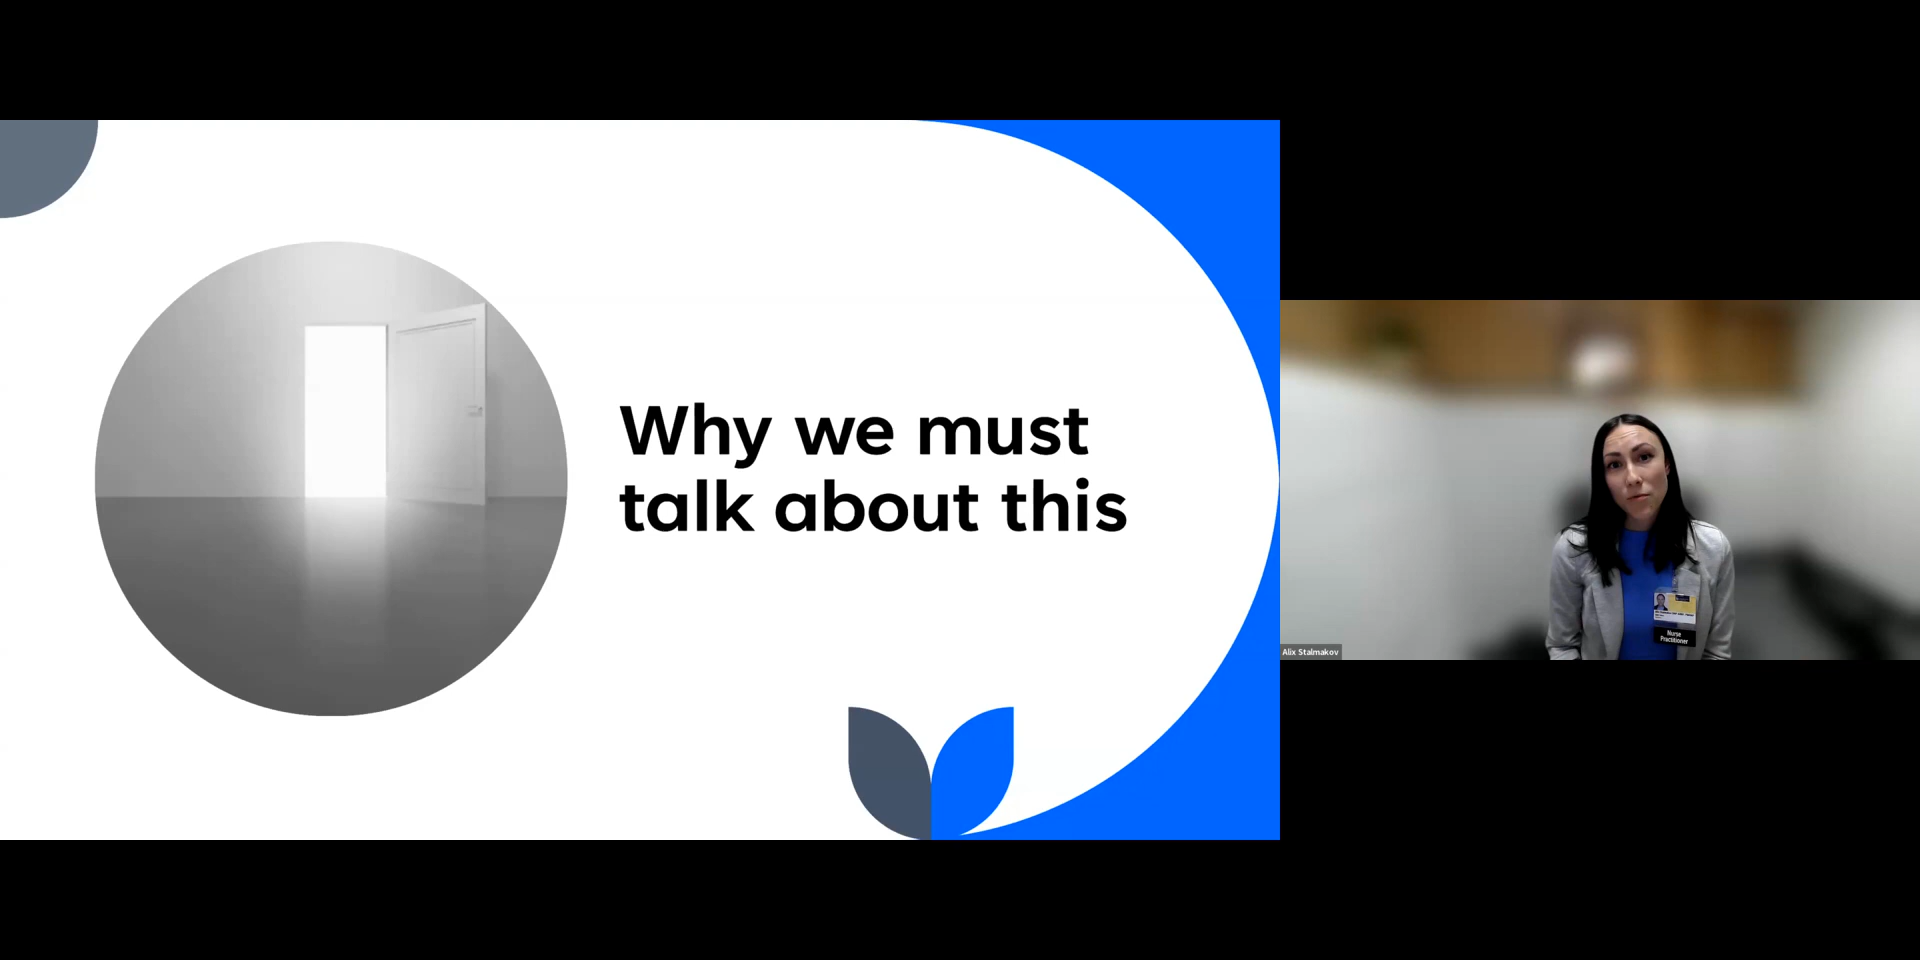 Why we must
talk about this
Nurse
Practitioner
Alix Stalmakov